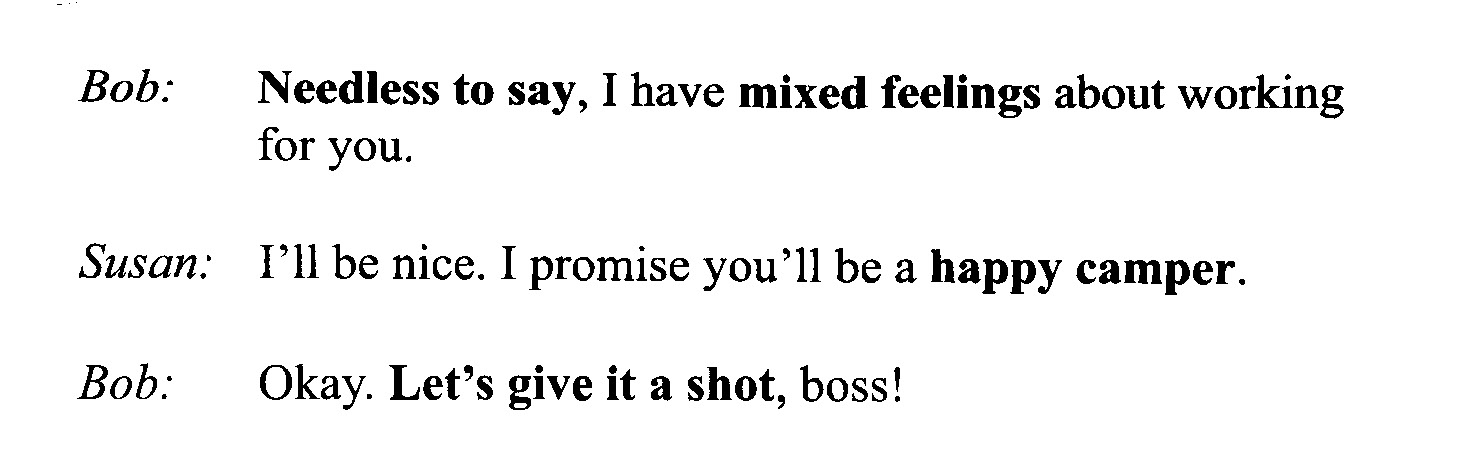 Bob: Needless to say, I have mixed feelings about working
for you.
Susan: I'll be nice. I promise you'll be a happy camper.
Bob: Okay. Let's give it a shot, boss!